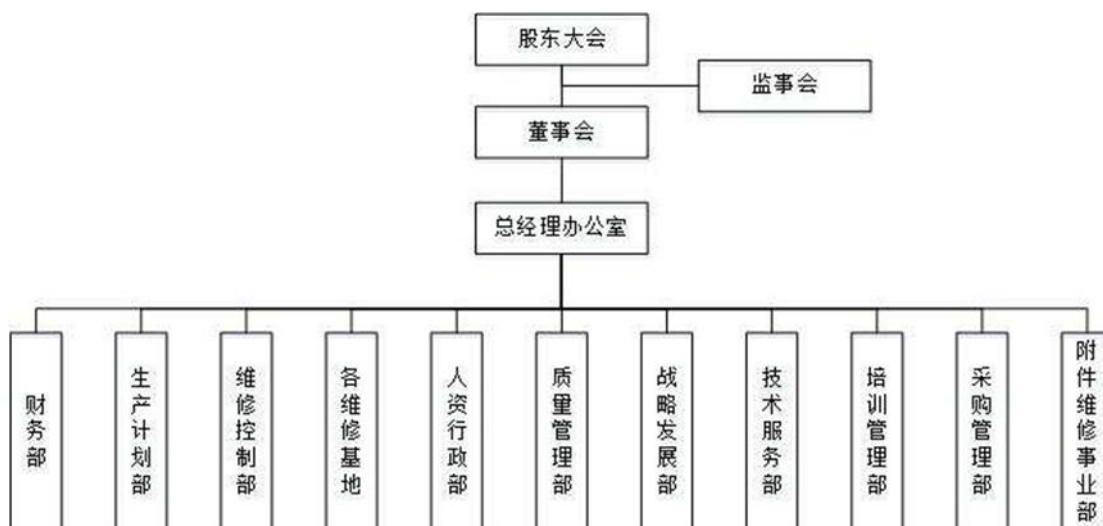 股东大会
监事会
董事会
总经理办公室
财务部
生产计划部
维修控制部
各维修基地
人资行政部
质量管理部
战略发展部
技术服务部
培训管理部
采购管理部
附件维修事业部